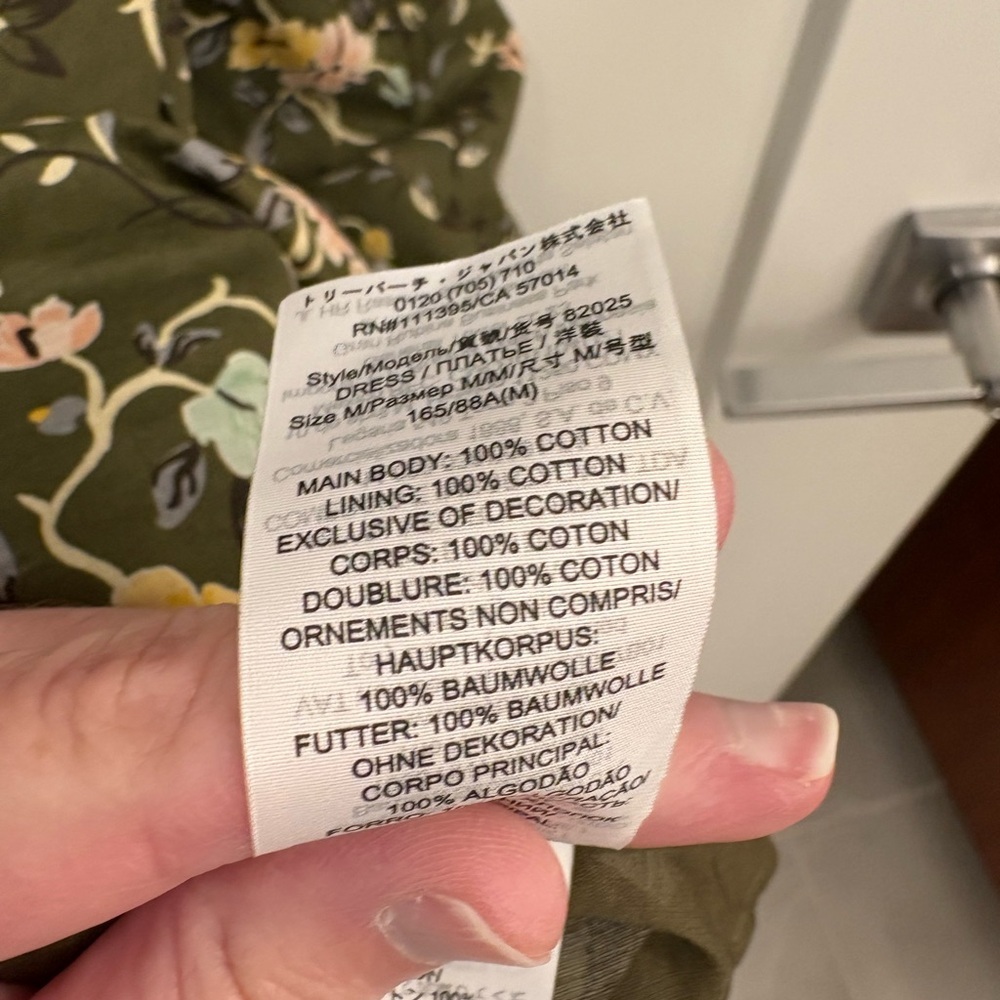 トリーバーチ・ジャパン株式会社
0120 (705) 710
RN#111395/CA 57014
Style/Модель/貨號/货号 82025
DRESS / ПЛАТЬЕ / 洋裝
Size M/Размер M/M/尺寸 M/号型
165/88A(M)
MAIN BODY: 100% COTTON
LINING: 100% COTTON
EXCLUSIVE OF DECORATION/
CORPS: 100% COTON
DOUBLURE: 100% COTON
ORNEMENTS NON COMPRIS/
HAUPTKORPUS:
100% BAUMWOLLE
FUTTER: 100% BAUMWOLLE
OHNE DEKORATION/
CORPO PRINCIPAL:
100% ALGODÃO
FORRO